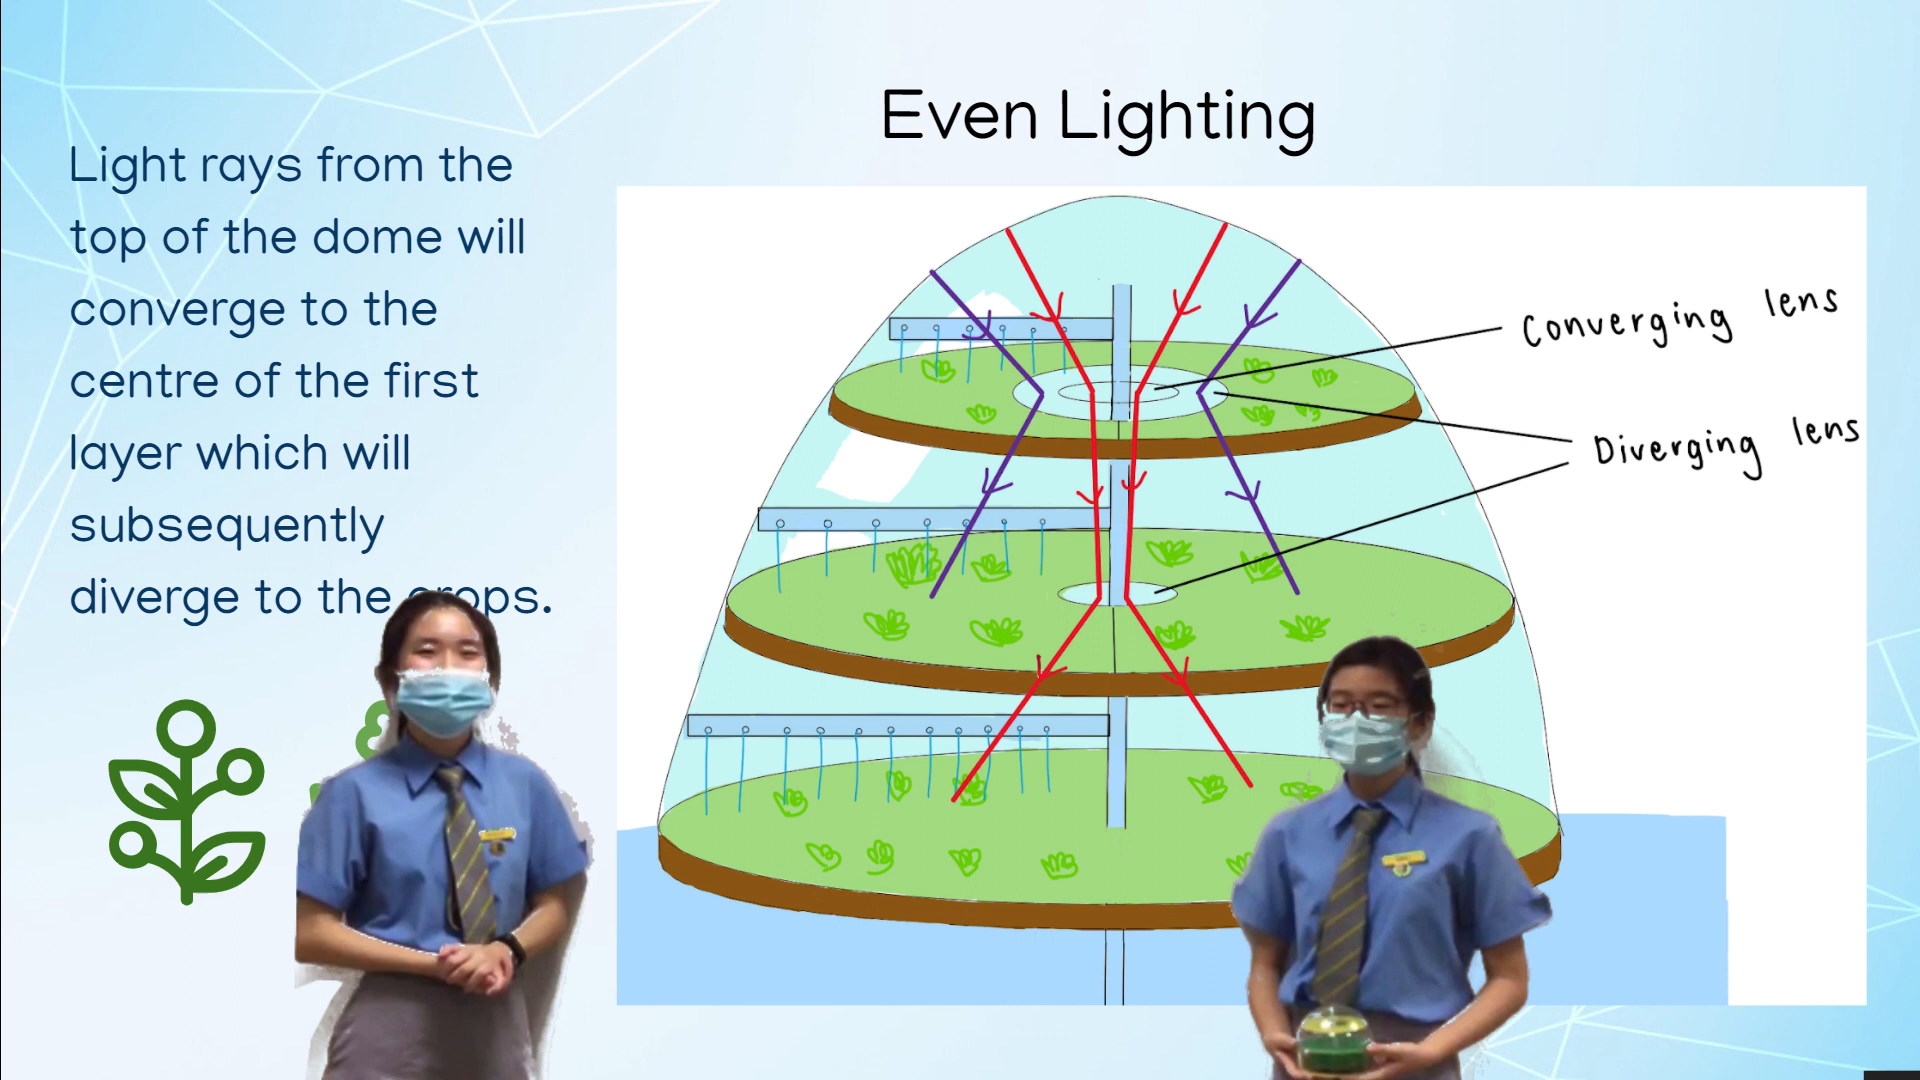 Even Lighting
Light rays from the
top of the dome will
converge to the
centre of the first
layer which will
subsequently
diverge to the crops.
Converging lens
Diverging lens